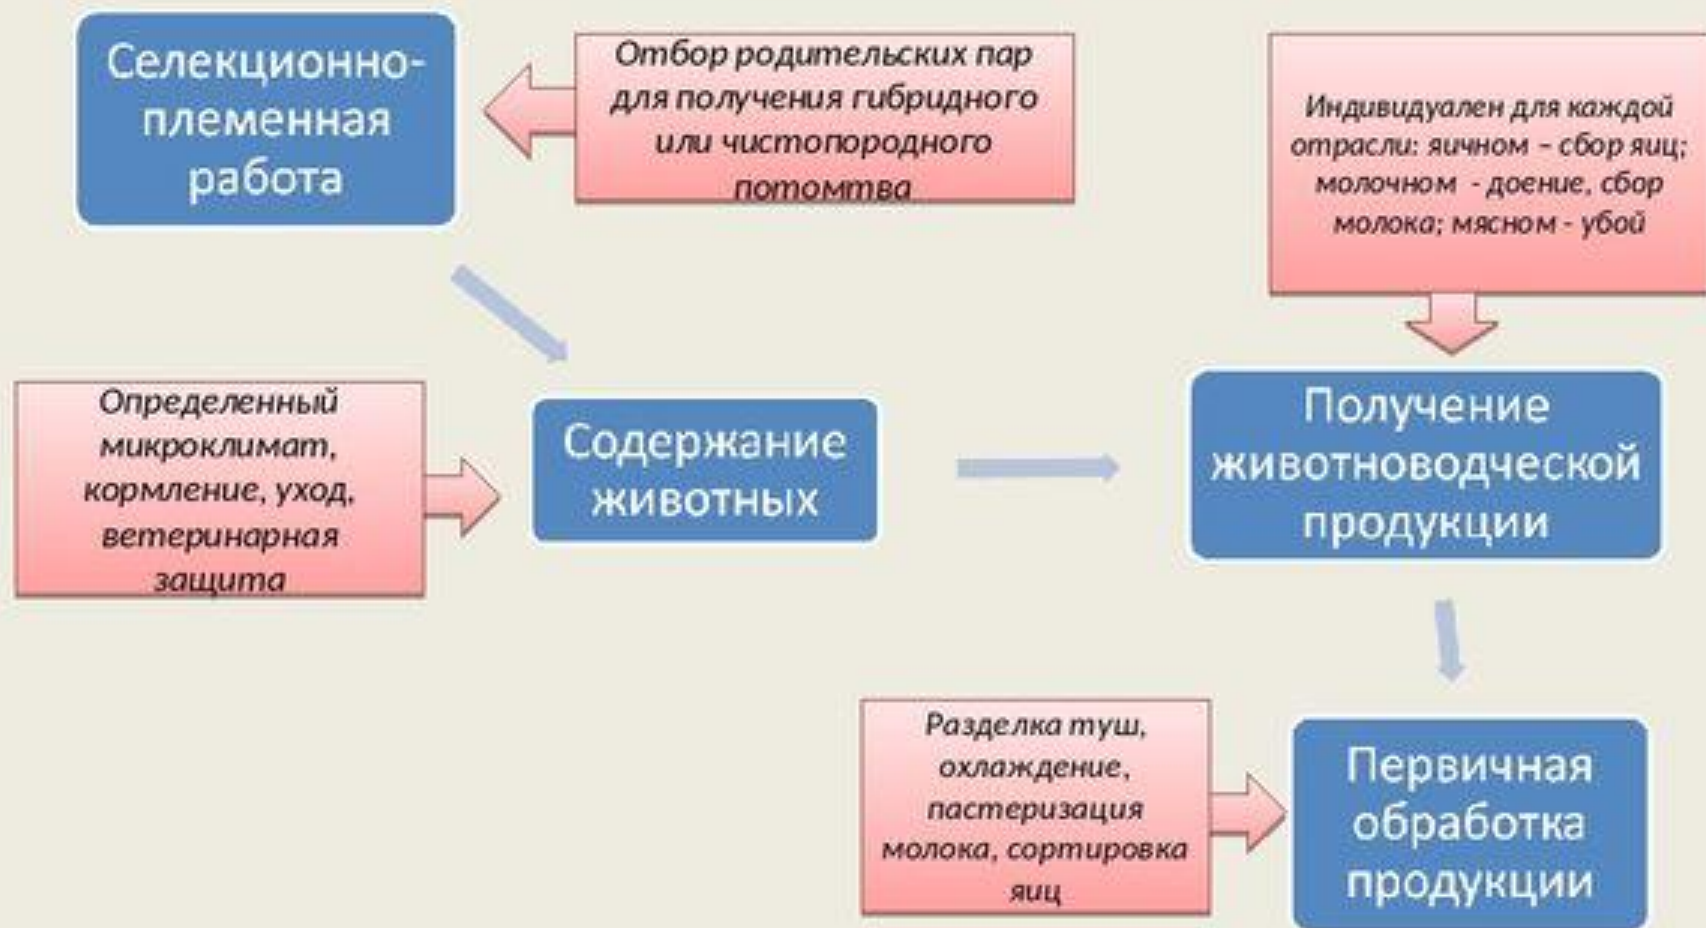 Селекционно-
племенная
работа
Отбор родительских пар
для получения гибридного
или чистопородного
потомтва
Индивидуален для каждой
отрасли: яичном – сбор яиц;
молочном - доение, сбор
молока; мясном - убой
Определенный
микроклимат,
кормление, уход,
ветеринарная
защита
Содержание
животных
Получение
животноводческой
продукции
Разделка туш,
охлаждение,
пастеризация
молока, сортировка
яиц
Первичная
обработка
продукции